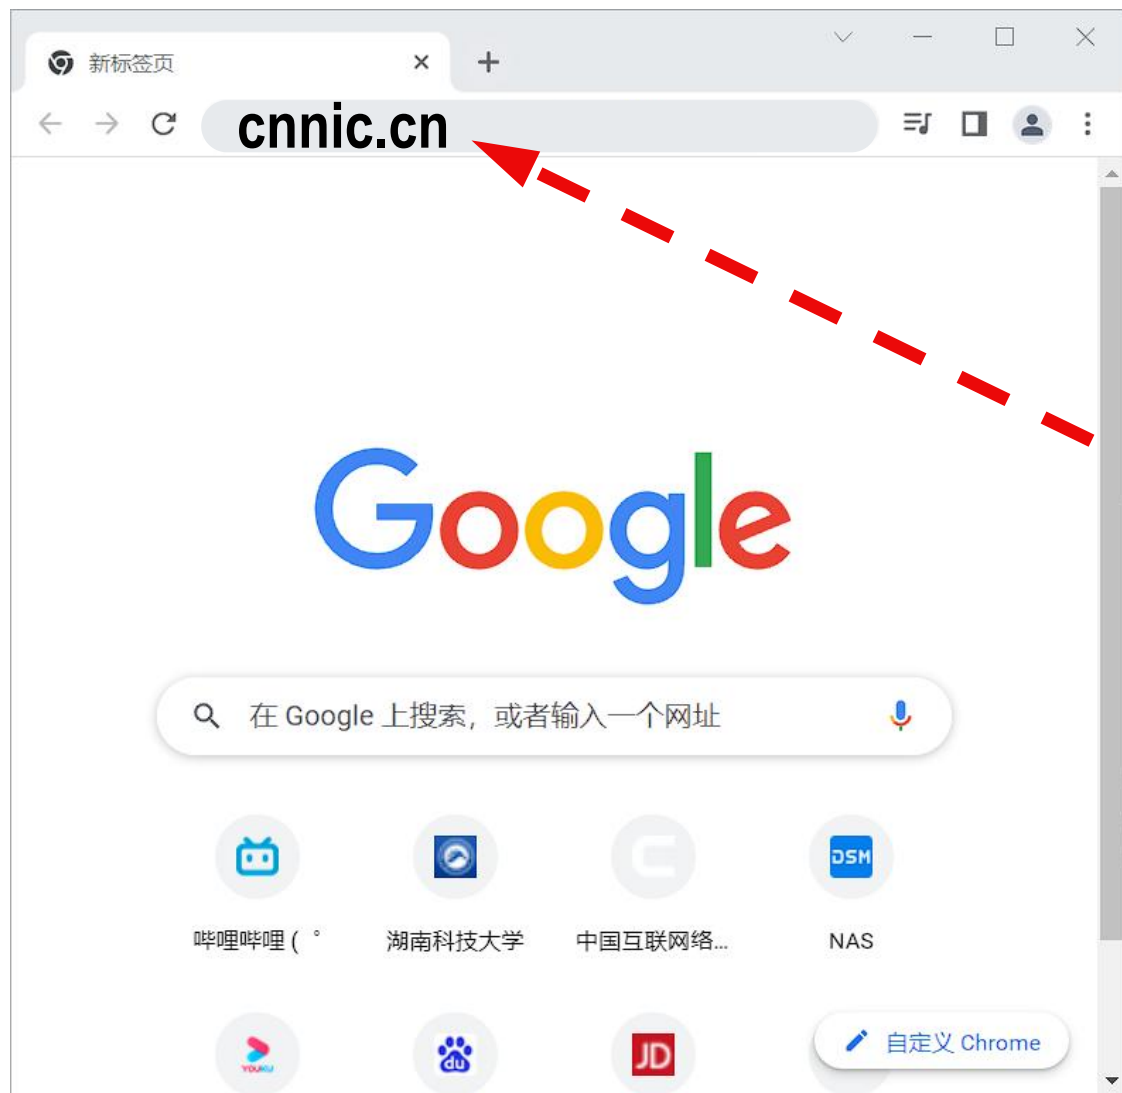 新标签页
cnnic.cn
Google
在 Google 上搜索，或者输入一个网址
DSM
哔哩哔哩 ( ゜
湖南科技大学
中国互联网络...
NAS
YOUKU
du
JD
自定义 Chrome